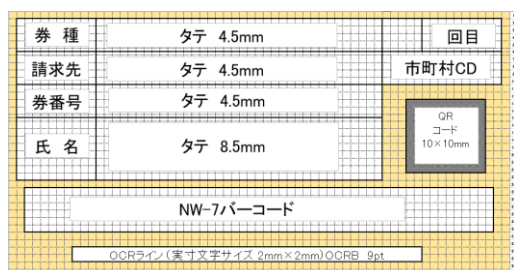 券 種 タテ 4.5mm 回目
請求先 タテ 4.5mm 市町村CD
券番号 タテ 4.5mm
氏 名 タテ 8.5mm
QR
コード
10×10mm
NW-7バーコード
OCRライン(実寸文字サイズ 2mm×2mm)OCRB 9pt